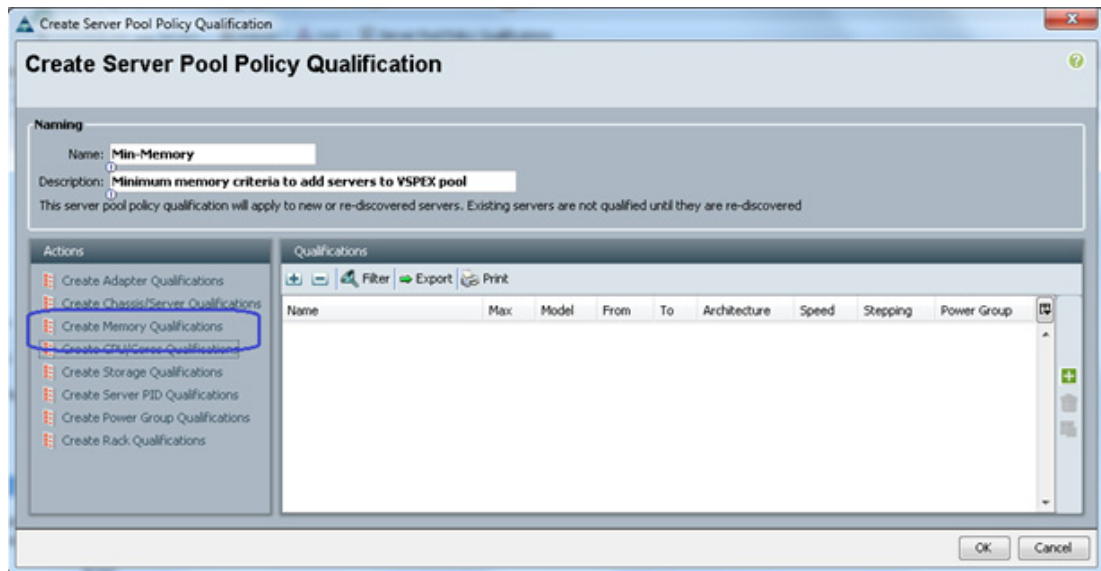 Create Server Pool Policy Qualification
Create Server Pool Policy Qualification
Naming
Name: Min-Memory
Description: Minimum memory criteria to add servers to VSPEX pool
This server pool policy qualification will apply to new or re-discovered servers. Existing servers are not qualified until they are re-discovered
Actions
Create Adapter Qualifications
Create Chassis/Server Qualifications
Create Memory Qualifications
Create CPU/Cores Qualifications
Create Storage Qualifications
Create Server PID Qualifications
Create Power Group Qualifications
Create Rack Qualifications
Qualifications
Filter Export Print
Name Max Model From To Architecture Speed Stepping Power Group
OK Cancel